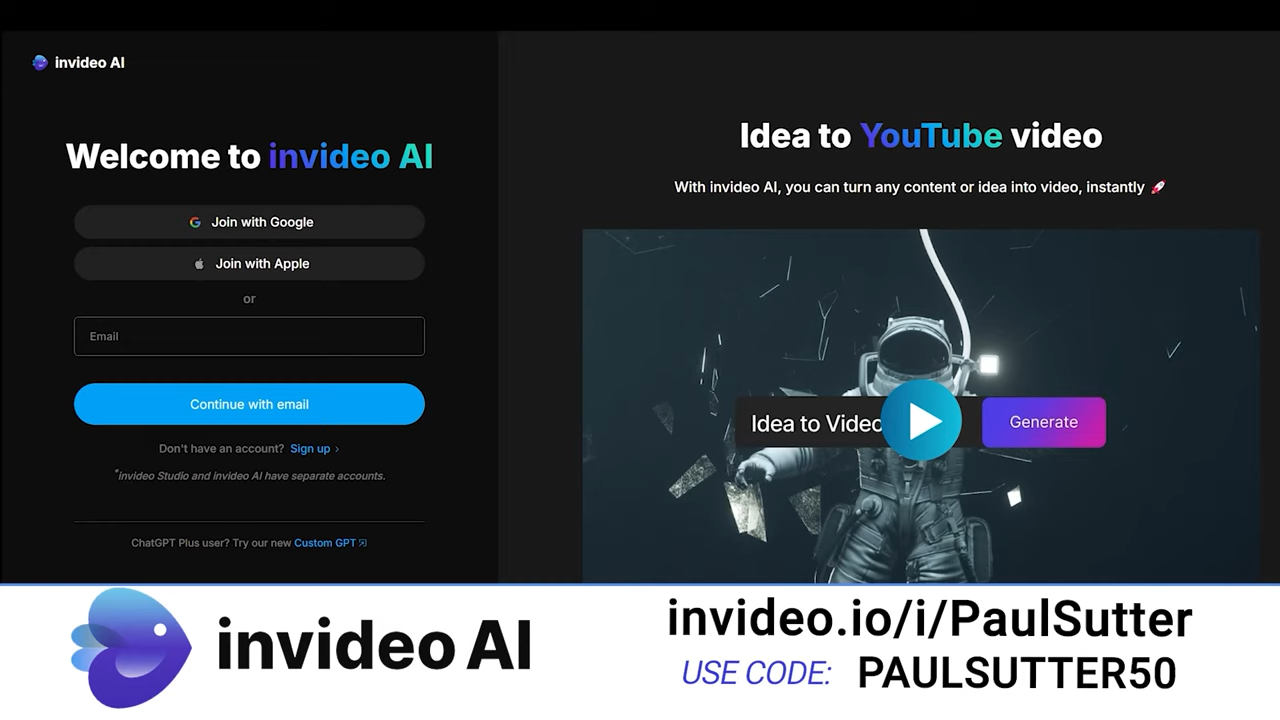 invideo AI
Welcome to invideo AI
Join with Google
Join with Apple
or
Email
Continue with email
Don't have an account? Sign up ›
*invideo Studio and invideo AI have separate accounts.
ChatGPT Plus user? Try our new Custom GPT
Idea to YouTube video
With invideo AI, you can turn any content or idea into video, instantly 🚀
Idea to Video
Generate
invideo AI
invideo.io/i/PaulSutter
USE CODE: PAULSUTTER50